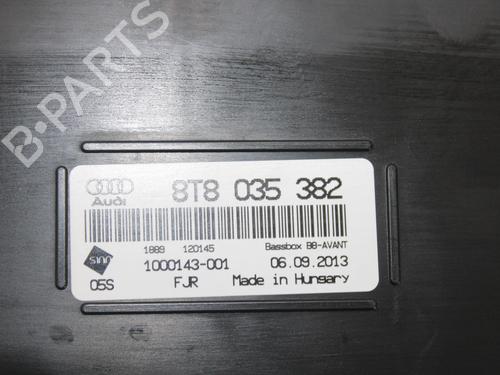 B-PARTS
Audi 8T8 035 382
1889 120145 Bassbox B8-AVANT
1000143-001 06.09.2013
05S FJR Made in Hungary